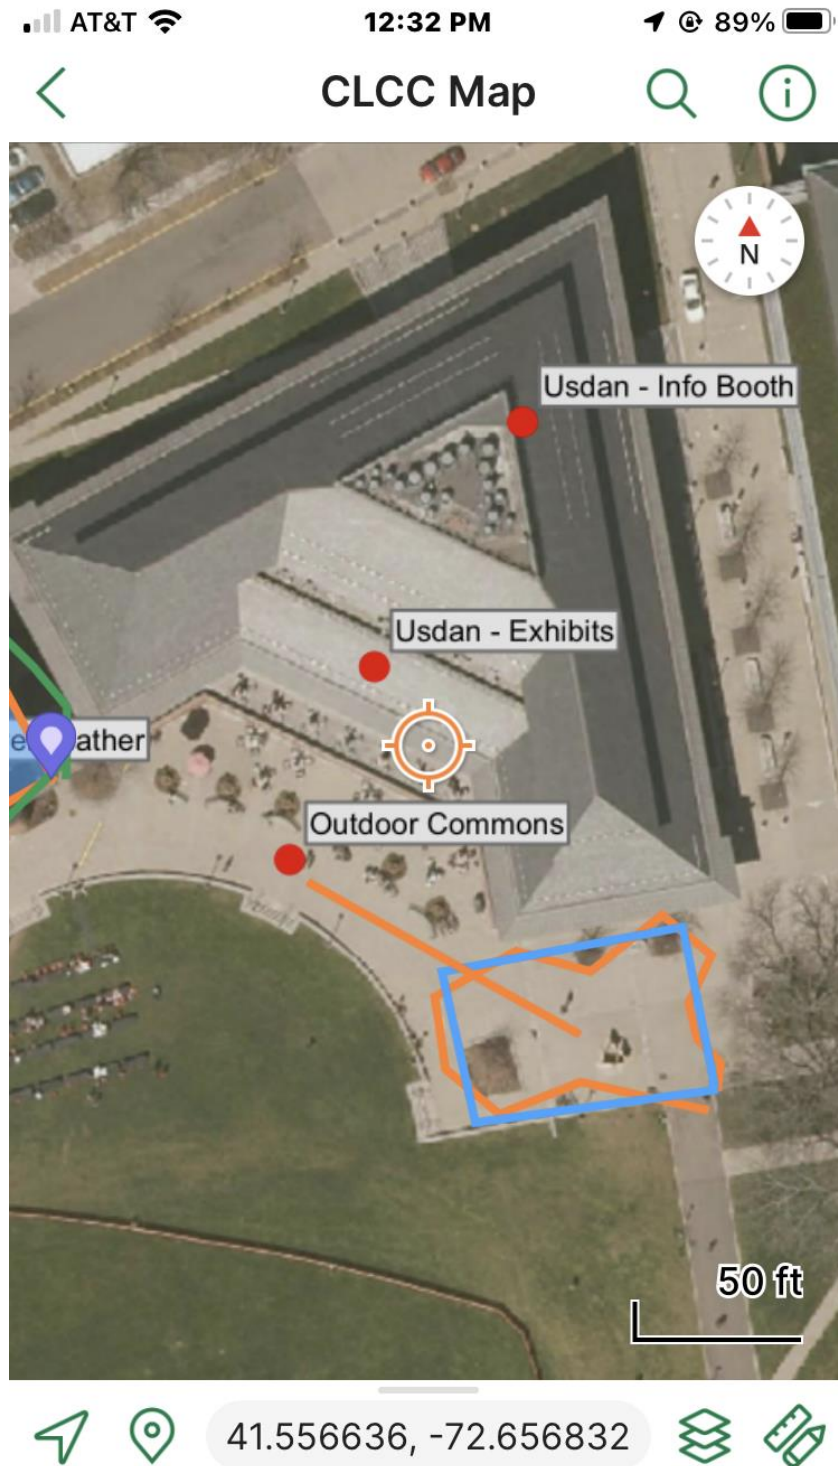 AT&T 12:32 PM 89%
CLCC Map
N
Usdan - Info Booth
Usdan - Exhibits
ather
Outdoor Commons
50 ft
41.556636, -72.656832